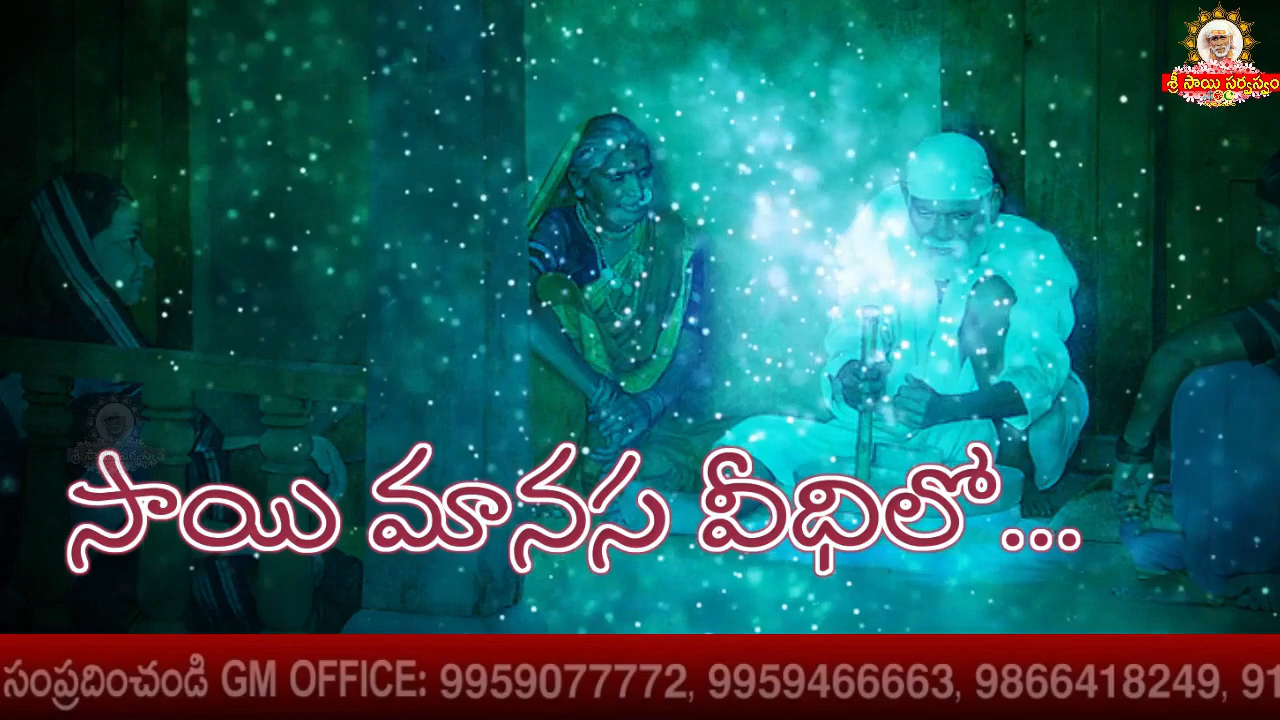 శ్రీ సాయి సర్వస్వం
సాయి మానస వీధిలో...
సంప్రదించండి GM OFFICE: 9959077772, 9959466663, 9866418249, 91